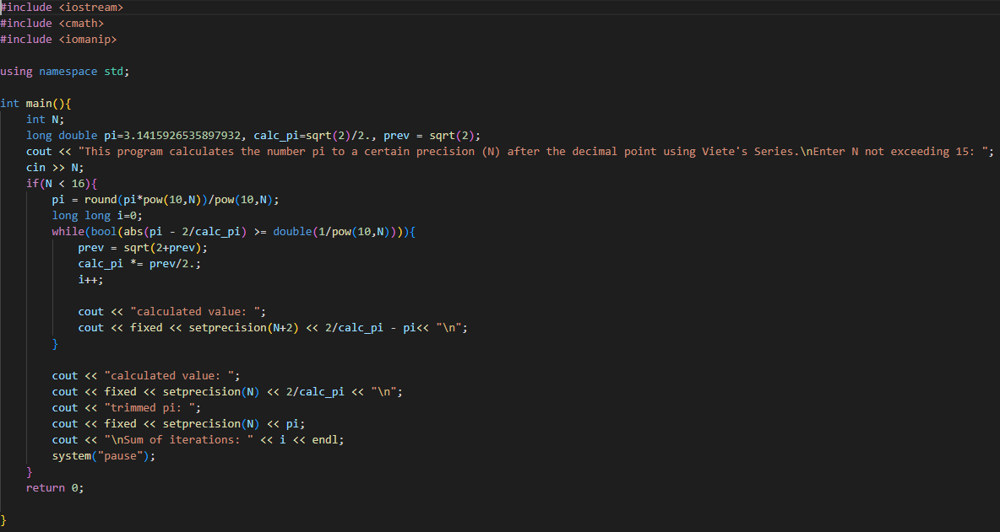 #include <iostream>
#include <cmath>
#include <iomanip>
using namespace std;
int main(){
int N;
long double pi=3.1415926535897932, calc_pi=sqrt(2)/2., prev = sqrt(2);
cout << "This program calculates the number pi to a certain precision (N) after the decimal point using Viete's Series.\nEnter N not exceeding 15: ";
cin >> N;
if(N < 16){
pi = round(pi*pow(10,N))/pow(10,N);
long long i=0;
while(bool(abs(pi - 2/calc_pi) >= double(1/pow(10,N)))){
prev = sqrt(2+prev);
calc_pi *= prev/2.;
i++;
cout << "calculated value: ";
cout << fixed << setprecision(N+2) << 2/calc_pi - pi<< "\n";
}
cout << "calculated value: ";
cout << fixed << setprecision(N) << 2/calc_pi << "\n";
cout << "trimmed pi: ";
cout << fixed << setprecision(N) << pi;
cout << "\nSum of iterations: " << i << endl;
system("pause");
}
return 0;
}